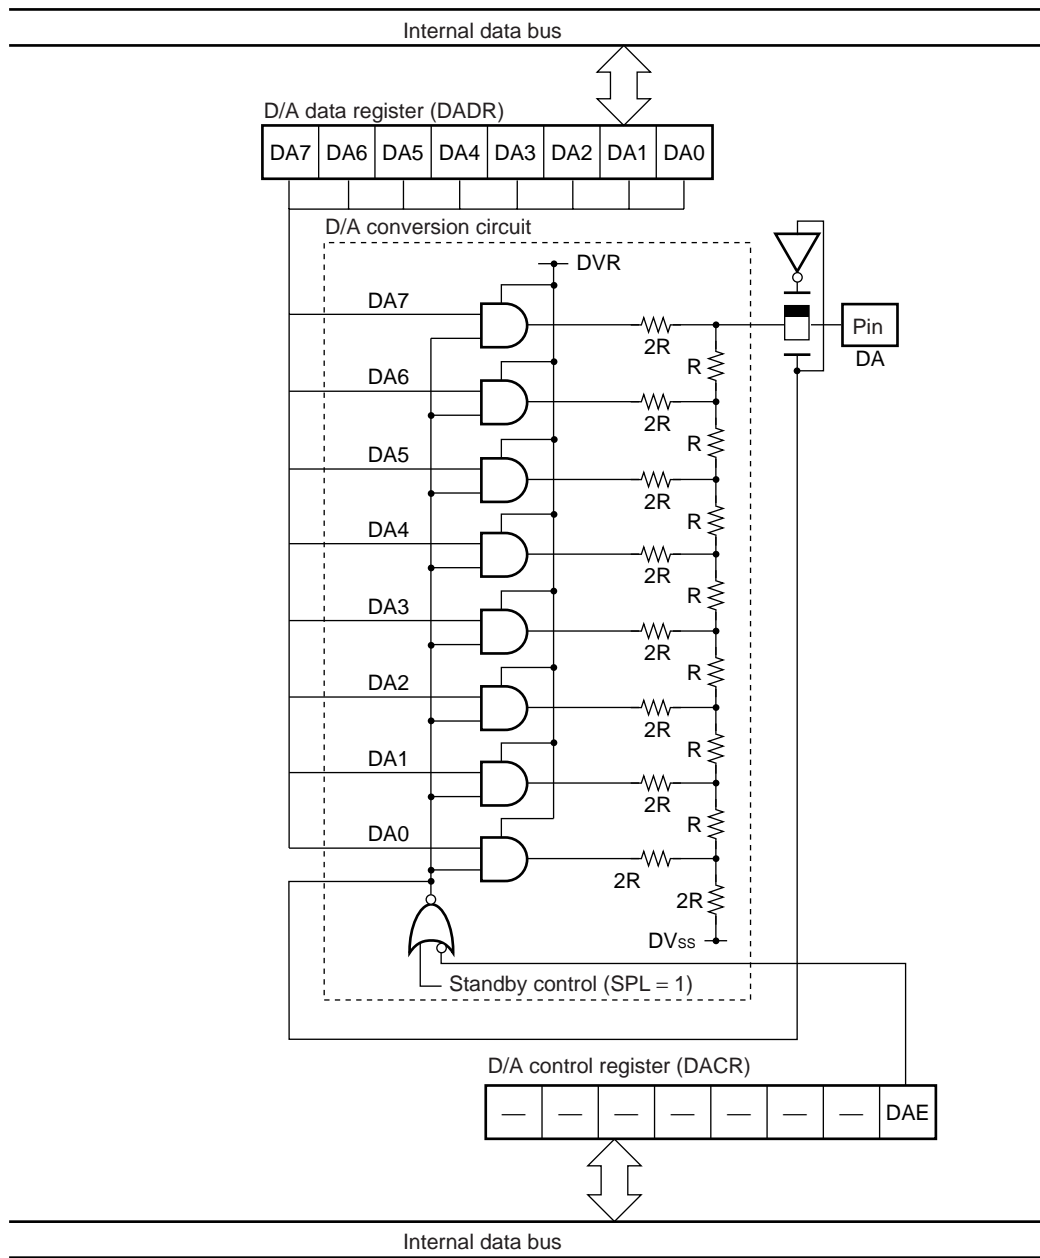 Internal data bus
D/A data register (DADR)
DA7 DA6 DA5 DA4 DA3 DA2 DA1 DA0
D/A conversion circuit
DVR
DA7
2R
R
Pin
DA
DA6
2R
R
DA5
2R
R
DA4
2R
R
DA3
2R
R
DA2
2R
R
DA1
2R
R
DA0
2R
2R
DVss
Standby control (SPL = 1)
D/A control register (DACR)
— — — — — — — DAE
Internal data bus